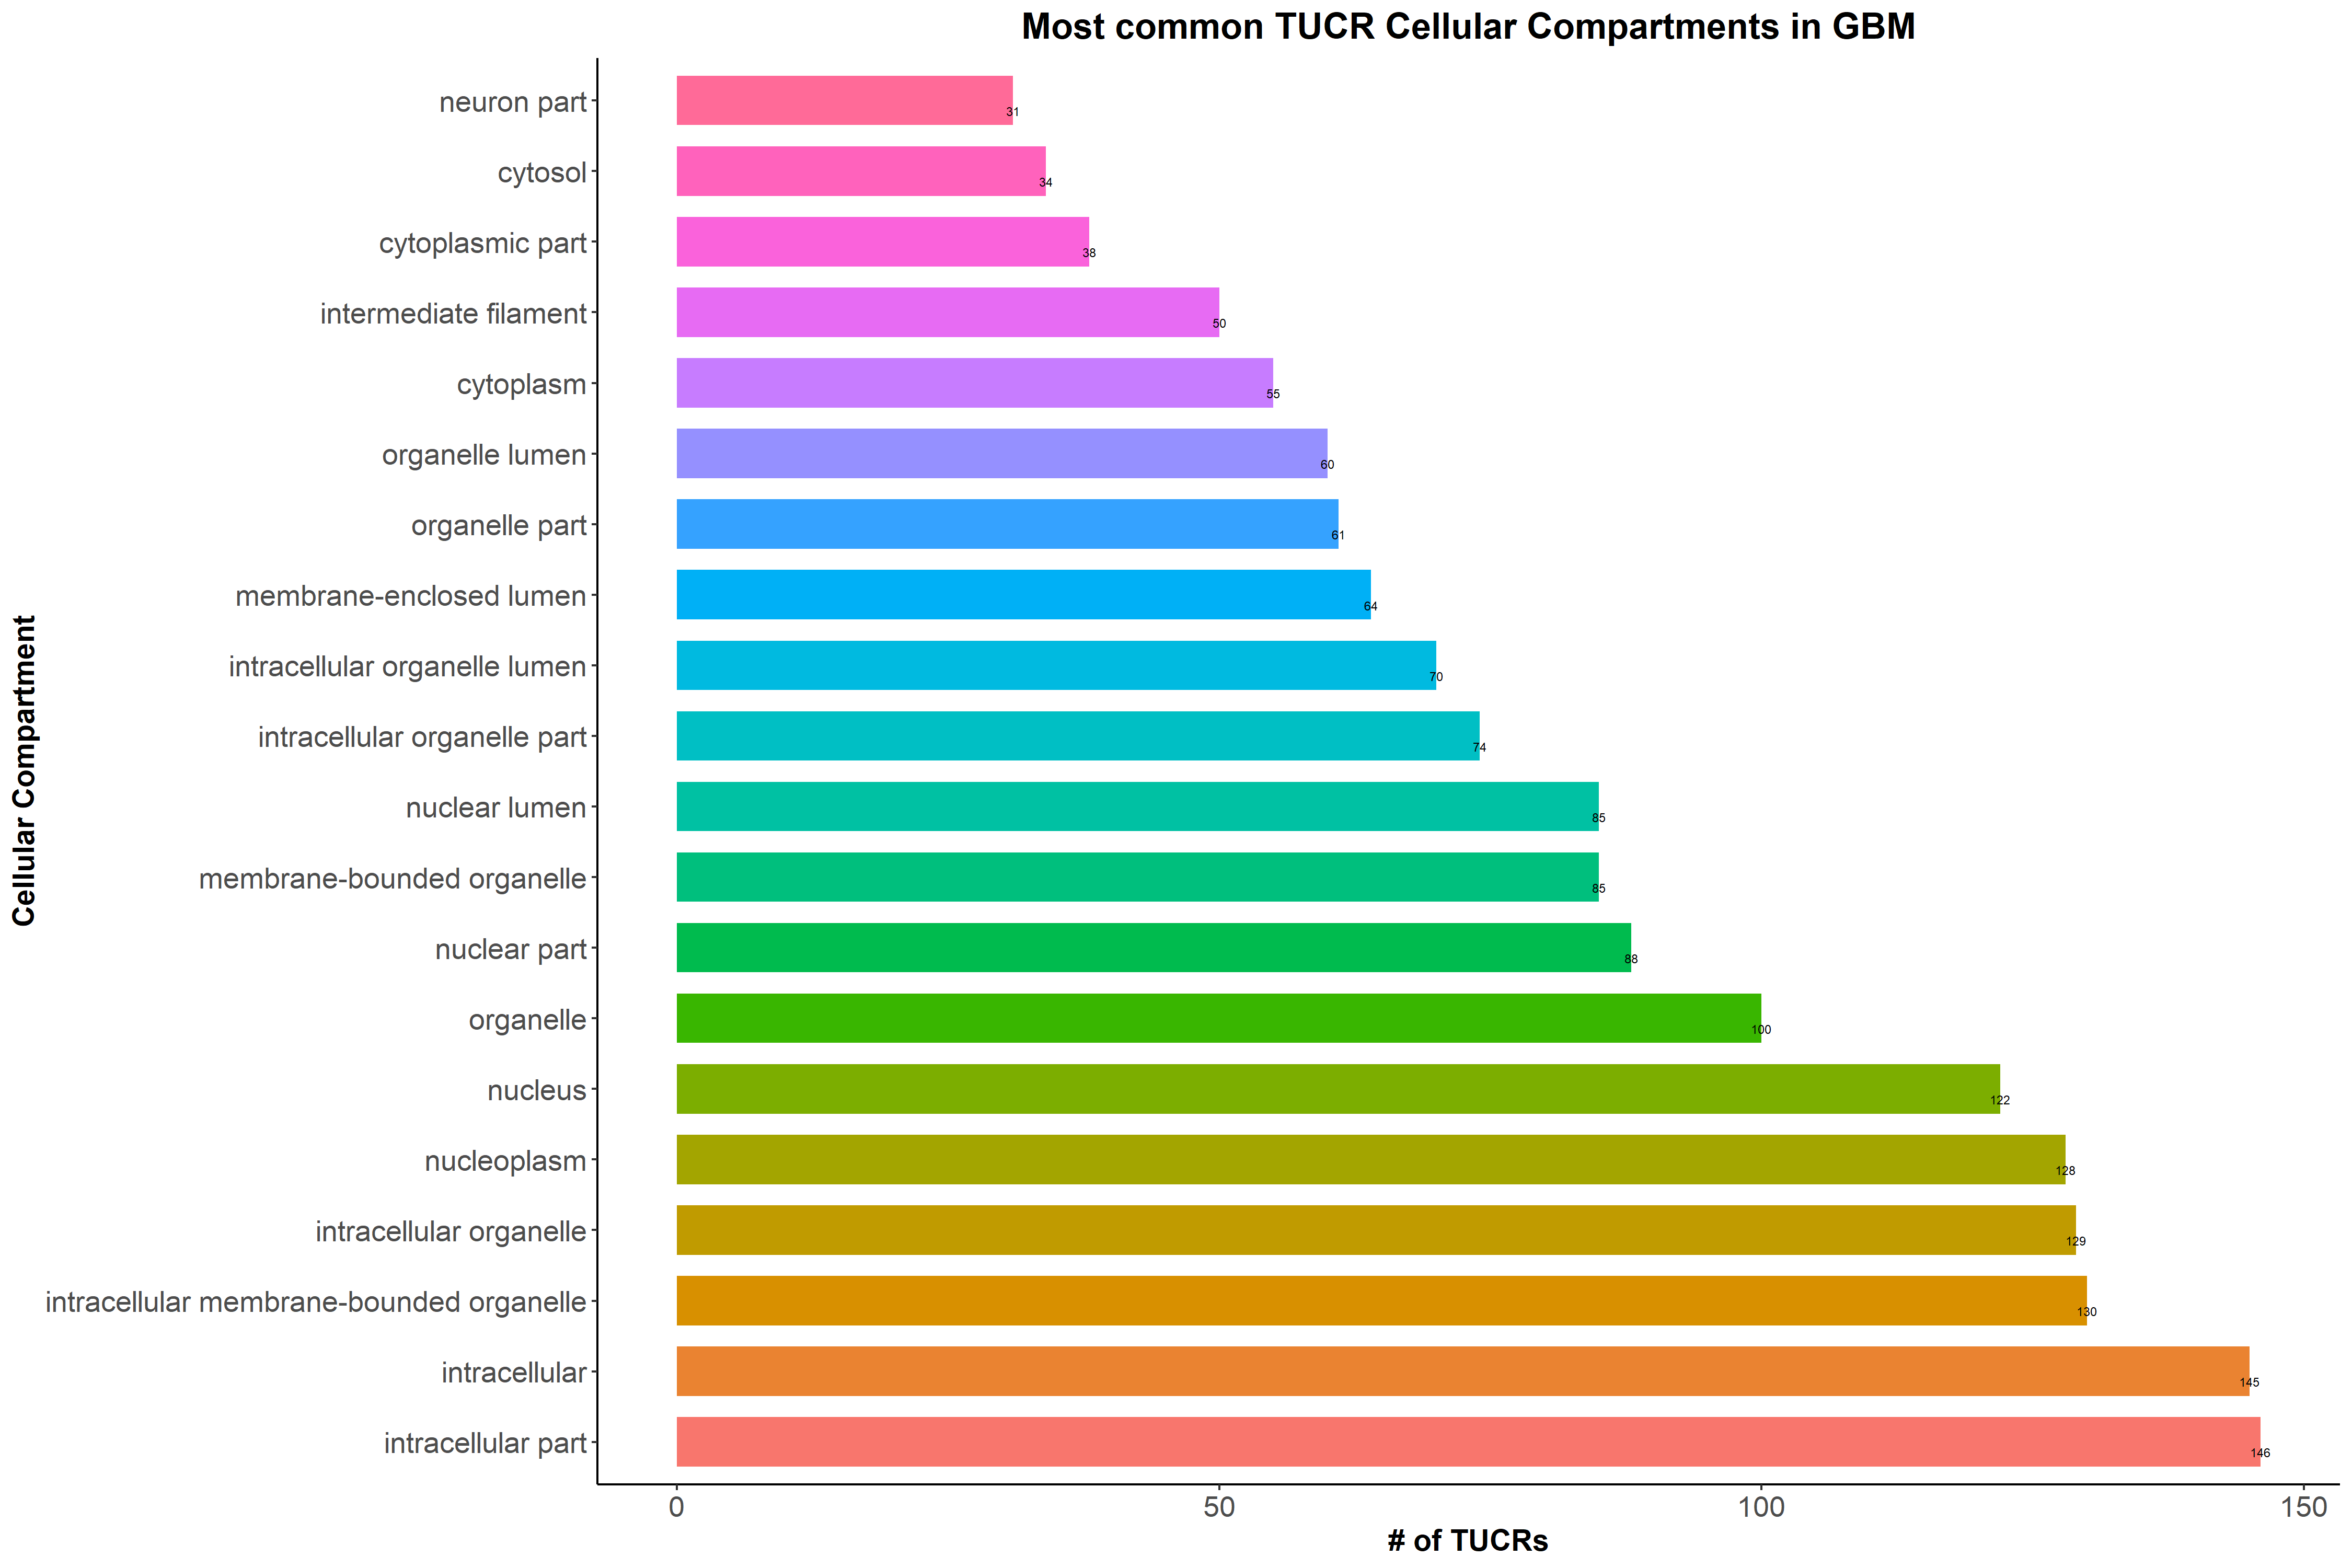 Most common TUCR Cellular Compartments in GBM
Cellular Compartment
neuron part 31
cytosol 34
cytoplasmic part 38
intermediate filament 50
cytoplasm 55
organelle lumen 60
organelle part 61
membrane-enclosed lumen 64
intracellular organelle lumen 70
intracellular organelle part 74
nuclear lumen 85
membrane-bounded organelle 85
nuclear part 88
organelle 100
nucleus 122
nucleoplasm 128
intracellular organelle 129
intracellular membrane-bounded organelle 130
intracellular 145
intracellular part 146
0 50 100 150
# of TUCRs